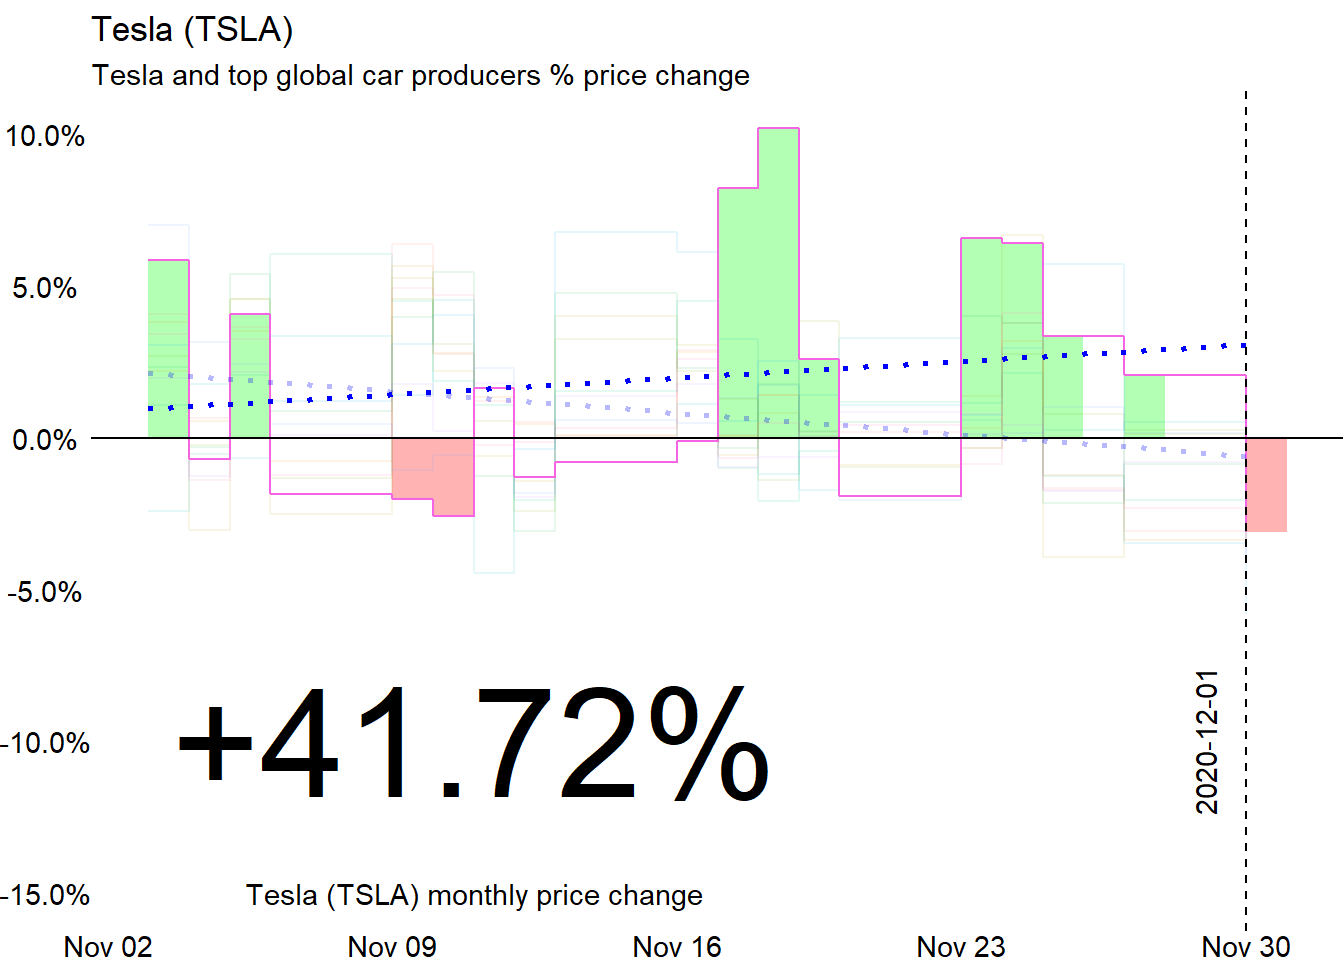 Tesla (TSLA)
Tesla and top global car producers % price change
10.0%
5.0%
0.0%
-5.0%
-10.0%
-15.0%
+41.72%
Tesla (TSLA) monthly price change
2020-12-01
Nov 02
Nov 09
Nov 16
Nov 23
Nov 30